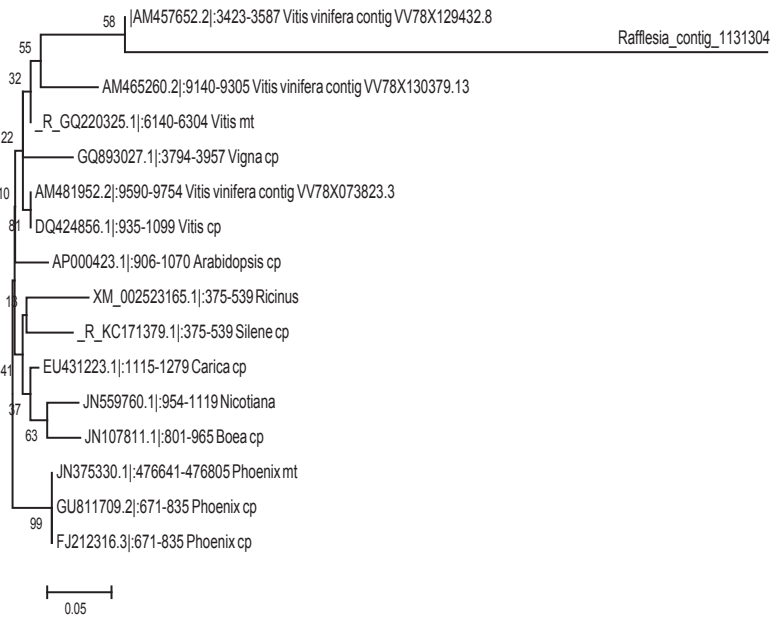 58
|AM457652.2|:3423-3587 Vitis vinifera contig VV78X129432.8
Rafflesia_contig_1131304
55
32
AM465260.2|:9140-9305 Vitis vinifera contig VV78X130379.13
_R_GQ220325.1|:6140-6304 Vitis mt
22
GQ893027.1|:3794-3957 Vigna cp
10
AM481952.2|:9590-9754 Vitis vinifera contig VV78X073823.3
81
DQ424856.1|:935-1099 Vitis cp
AP000423.1|:906-1070 Arabidopsis cp
XM_002523165.1|:375-539 Ricinus
_R_KC171379.1|:375-539 Silene cp
41
EU431223.1|:1115-1279 Carica cp
37
JN559760.1|:954-1119 Nicotiana
63
JN107811.1|:801-965 Boea cp
JN375330.1|:476641-476805 Phoenix mt
GU811709.2|:671-835 Phoenix cp
99
FJ212316.3|:671-835 Phoenix cp
0.05